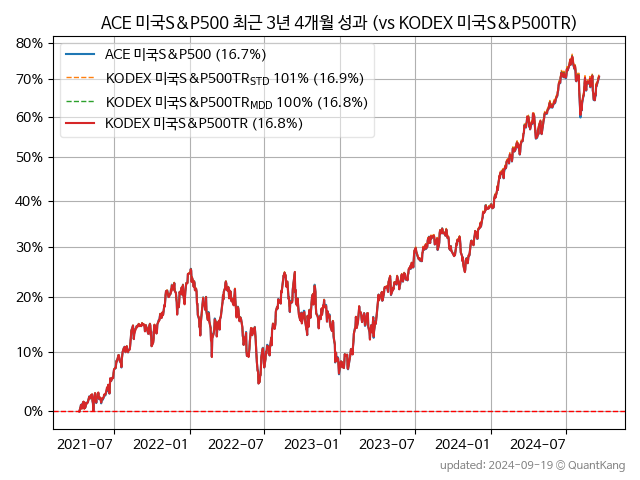 ACE 미국S&P500 최근 3년 4개월 성과 (vs KODEX 미국S&P500TR)
80%
70%
60%
50%
40%
30%
20%
10%
0%
ACE 미국S&P500 (16.7%)
KODEX 미국S&P500TR_STD 101% (16.9%)
KODEX 미국S&P500TR_MDD 100% (16.8%)
KODEX 미국S&P500TR (16.8%)
2021-07 2022-01 2022-07 2023-01 2023-07 2024-01 2024-07
updated: 2024-09-19 ⓒ QuantKang